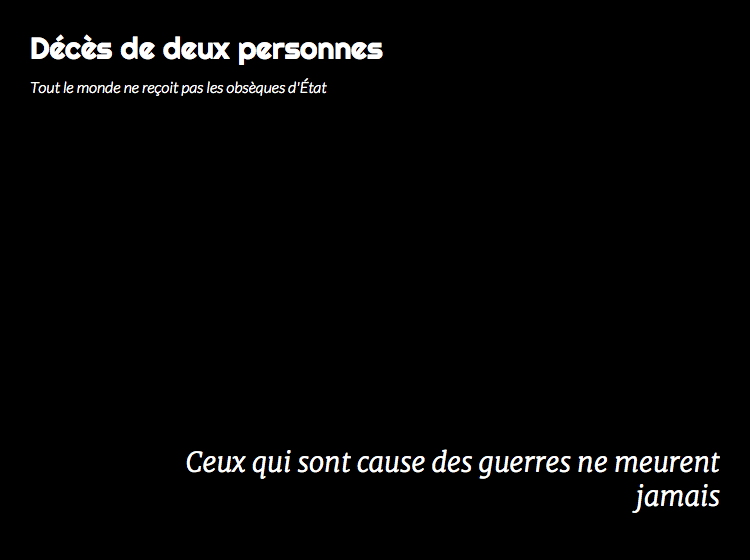 Décès de deux personnes
Tout le monde ne reçoit pas les obsèques d'État
Ceux qui sont cause des guerres ne meurent
jamais